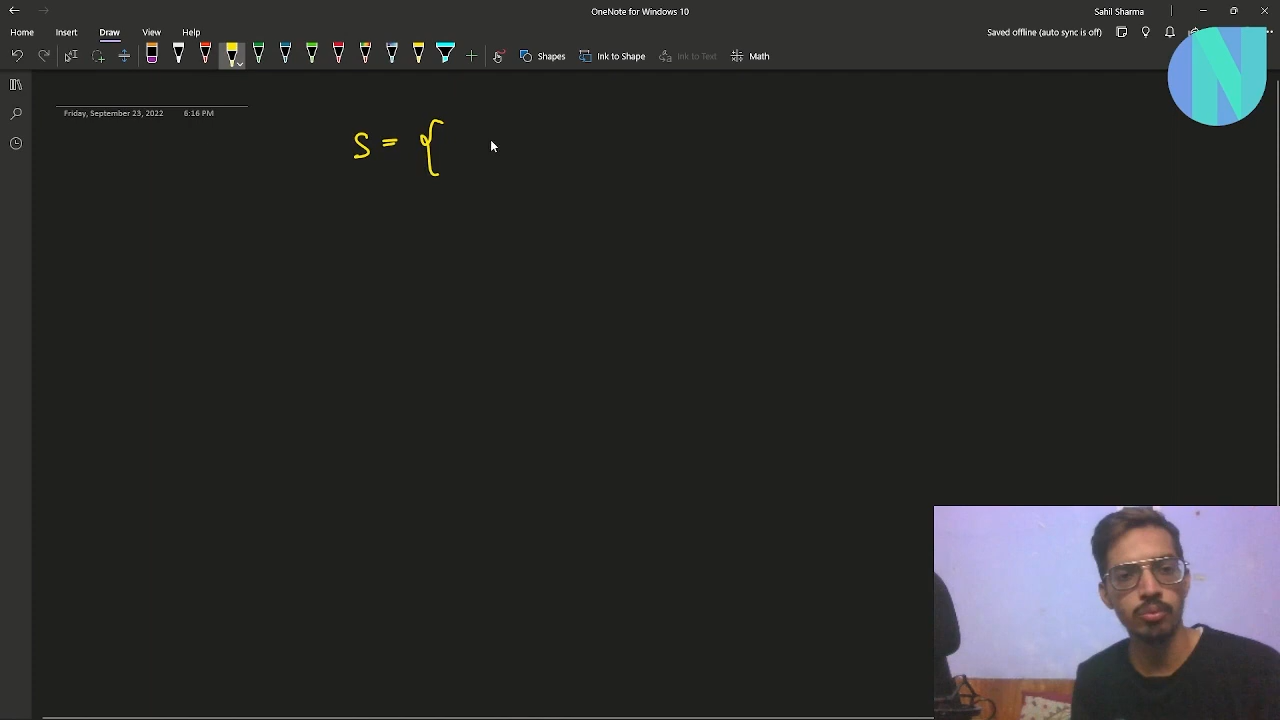 OneNote for Windows 10
Sahil Sharma
Home Insert Draw View Help
Saved offline (auto sync is off)
Shapes Ink to Shape Ink to Text Math
Friday, September 23, 2022 6:16 PM
S = {